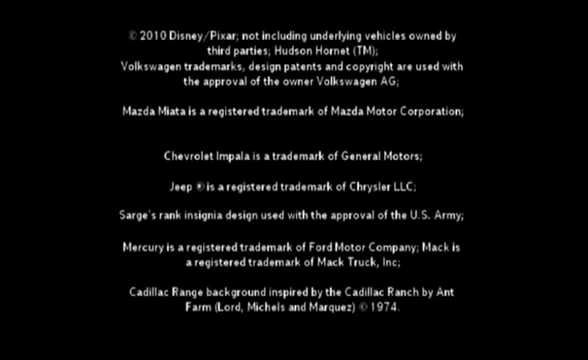 © 2010 Disney/Pixar; not including underlying vehicles owned by
third parties; Hudson Hornet (TM);
Volkswagen trademarks, design patents and copyright are used with
the approval of the owner Volkswagen AG;
Mazda Miata is a registered trademark of Mazda Motor Corporation;
Chevrolet Impala is a trademark of General Motors;
Jeep ® is a registered trademark of Chrysler LLC;
Sarge's rank insignia design used with the approval of the U.S. Army;
Mercury is a registered trademark of Ford Motor Company; Mack is
a registered trademark of Mack Truck, Inc;
Cadillac Range background inspired by the Cadillac Ranch by Ant
Farm (Lord, Michels and Marquez) © 1974.